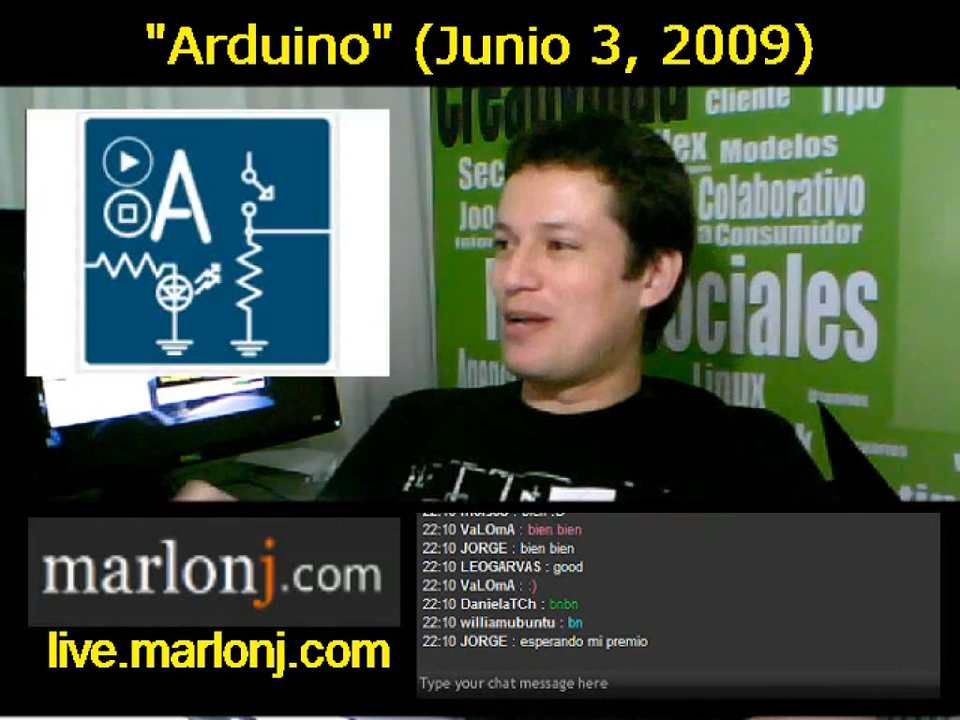 "Arduino" (Junio 3, 2009)
Creatividad
Cliente
Tipo
Modelos
Colaborativo
Consumidor
ociales
Linux
A
marlonj.com
live.marlonj.com
22:10 VaLOmA : bien bien
22:10 JORGE : bien bien
22:10 LEOGARVAS : good
22:10 VaLOmA : :)
22:10 DanielaTCh : bnbn
22:10 williamubuntu : bn
22:10 JORGE : esperando mi premio
Type your chat message here